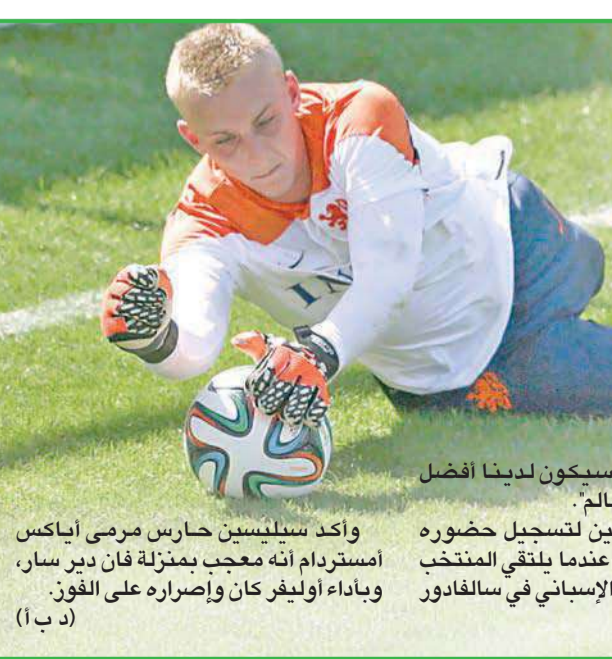 سيكون لدينا أفضل
الم".
ين لتسجيل حضوره
عندما يلتقي المنتخب
الإسباني في سالفادور
وأكد سيليسين حارس مرمى أياكس
أمستردام أنه معجب بمنزلة فان دير سار،
وبأداء أوليفر كان وإصراره على الفوز.
(د ب أ)